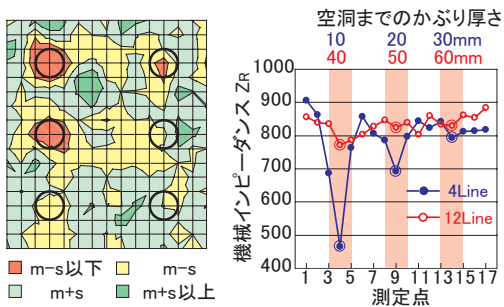 空洞までのかぶり厚さ
10 20 30mm
40 50 60mm
機械インピーダンス ZR
1000
900
800
700
600
500
400
4Line
12Line
1 3 5 7 9 11 13 15 17
測定点
m−s以下 m−s
m+s m+s以上